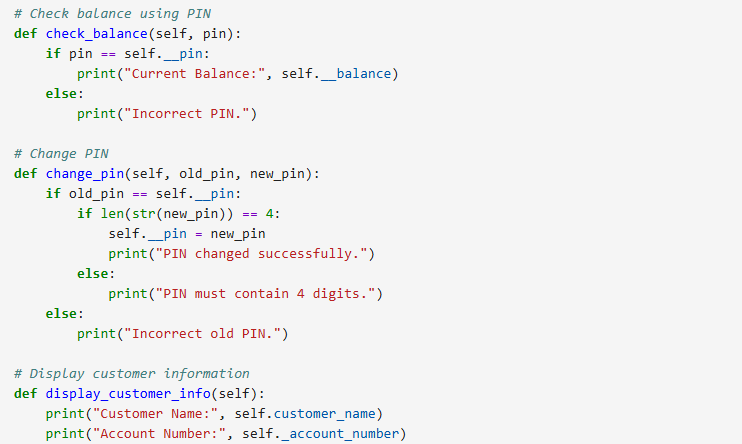 # Check balance using PIN
def check_balance(self, pin):
    if pin == self.__pin:
        print("Current Balance:", self.__balance)
    else:
        print("Incorrect PIN.")

# Change PIN
def change_pin(self, old_pin, new_pin):
    if old_pin == self.__pin:
        if len(str(new_pin)) == 4:
            self.__pin = new_pin
            print("PIN changed successfully.")
        else:
            print("PIN must contain 4 digits.")
    else:
        print("Incorrect old PIN.")

# Display customer information
def display_customer_info(self):
    print("Customer Name:", self.customer_name)
    print("Account Number:", self._account_number)